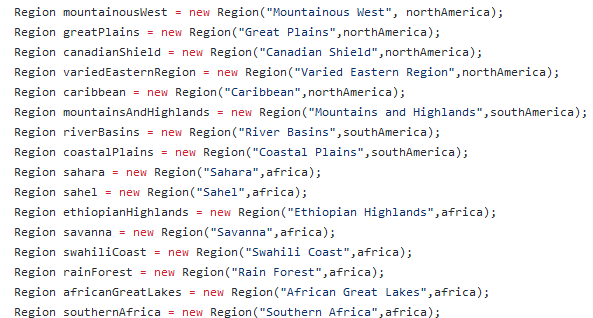 Region mountainousWest = new Region("Mountainous West", northAmerica);
Region greatPlains = new Region("Great Plains",northAmerica);
Region canadianShield = new Region("Canadian Shield",northAmerica);
Region variedEasternRegion = new Region("Varied Eastern Region",northAmerica);
Region caribbean = new Region("Caribbean",northAmerica);
Region mountainsAndHighlands = new Region("Mountains and Highlands",southAmerica);
Region riverBasins = new Region("River Basins",southAmerica);
Region coastalPlains = new Region("Coastal Plains",southAmerica);
Region sahara = new Region("Sahara",africa);
Region sahel = new Region("Sahel",africa);
Region ethiopianHighlands = new Region("Ethiopian Highlands",africa);
Region savanna = new Region("Savanna",africa);
Region swahiliCoast = new Region("Swahili Coast",africa);
Region rainForest = new Region("Rain Forest",africa);
Region africanGreatLakes = new Region("African Great Lakes",africa);
Region southernAfrica = new Region("Southern Africa",africa);